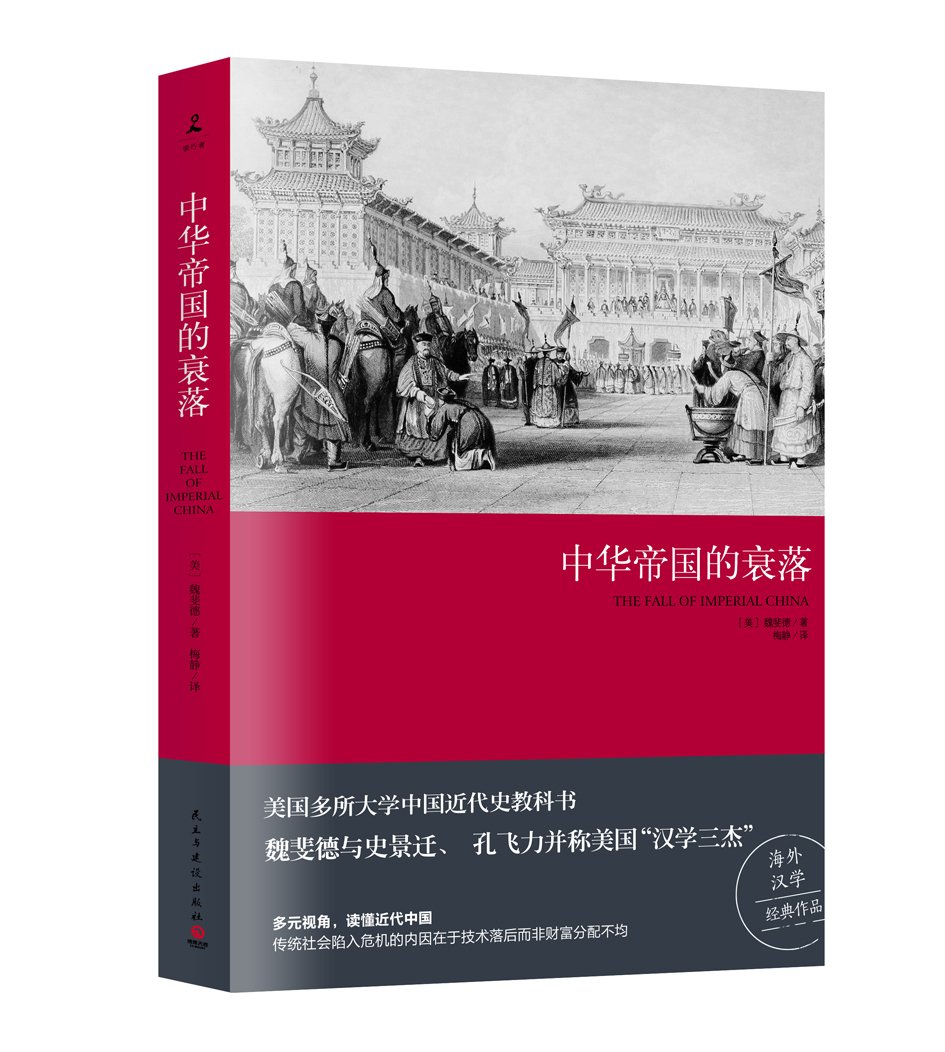 中华帝国的衰落
THE
FALL
OF
IMPERIAL
CHINA
［美］魏斐德／著 梅静／译
民主与建设出版社
博集天卷
中华帝国的衰落
THE FALL OF IMPERIAL CHINA
［美］魏斐德／著
梅静／译
美国多所大学中国近代史教科书
魏斐德与史景迁、孔飞力并称美国“汉学三杰”
海外
汉学
经典作品
多元视角，读懂近代中国
传统社会陷入危机的内因在于技术落后而非财富分配不均